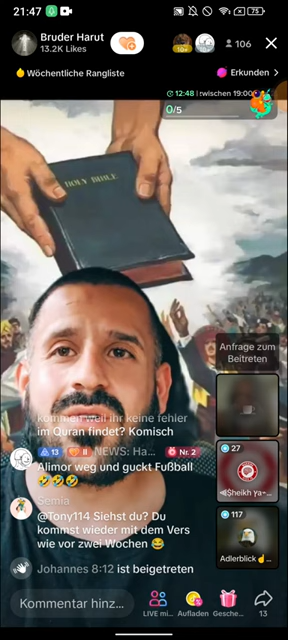 21:47
75
Bruder Harut
13.2K Likes
10+
106
Wöchentliche Rangliste
Erkunden >
12:48 | zwischen 19:00
0/5
HOLY BIBLE
Anfrage zum
Beitreten
kommen weil ihr keine fehler
im Quran findet? Komisch
13 II NEWS: Ha... Nr. 2
Alimor weg und guckt Fußball
🤣🤣🤣
27
Semia
@Tony114 Siehst du? Du
kommst wieder mit dem Vers
wie vor zwei Wochen 😂
117
Adlerblick☝...
Johannes 8:12 ist beigetreten
Kommentar hinz...
LIVE mi...
Aufladen
Gesche...
13